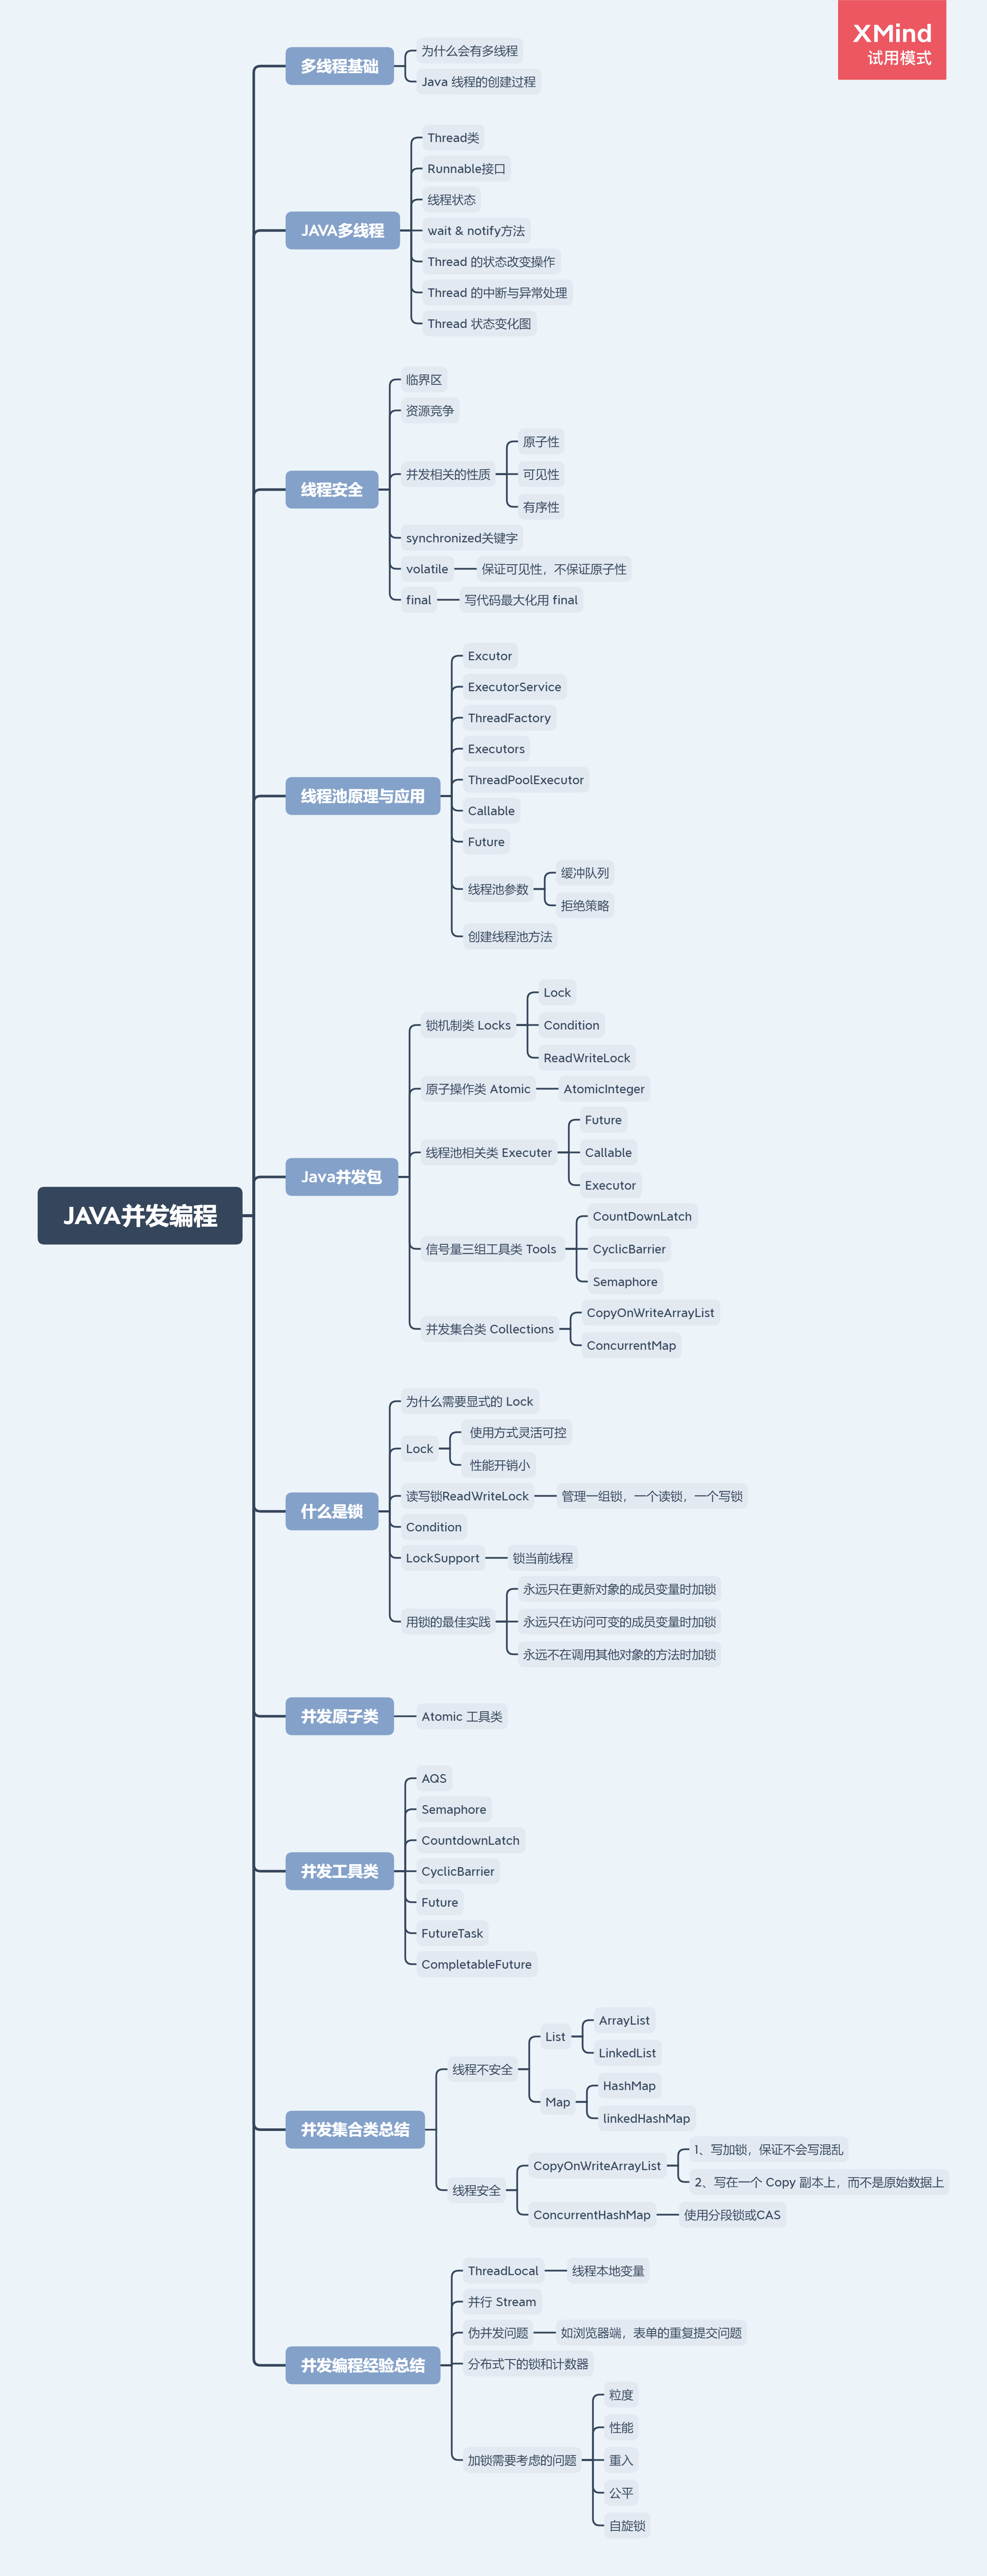 XMind
试用模式
JAVA并发编程
多线程基础
为什么会有多线程
Java 线程的创建过程
JAVA多线程
Thread类
Runnable接口
线程状态
wait & notify方法
Thread 的状态改变操作
Thread 的中断与异常处理
Thread 状态变化图
线程安全
临界区
资源竞争
并发相关的性质
原子性
可见性
有序性
synchronized关键字
volatile
保证可见性，不保证原子性
final
写代码最大化用 final
线程池原理与应用
Excutor
ExecutorService
ThreadFactory
Executors
ThreadPoolExecutor
Callable
Future
线程池参数
缓冲队列
拒绝策略
创建线程池方法
Java并发包
锁机制类 Locks
Lock
Condition
ReadWriteLock
原子操作类 Atomic
AtomicInteger
线程池相关类 Executer
Future
Callable
Executor
信号量三组工具类 Tools
CountDownLatch
CyclicBarrier
Semaphore
并发集合类 Collections
CopyOnWriteArrayList
ConcurrentMap
什么是锁
为什么需要显式的 Lock
Lock
使用方式灵活可控
性能开销小
读写锁ReadWriteLock
管理一组锁，一个读锁，一个写锁
Condition
LockSupport
锁当前线程
用锁的最佳实践
永远只在更新对象的成员变量时加锁
永远只在访问可变的成员变量时加锁
永远不在调用其他对象的方法时加锁
并发原子类
Atomic 工具类
并发工具类
AQS
Semaphore
CountdownLatch
CyclicBarrier
Future
FutureTask
CompletableFuture
并发集合类总结
线程不安全
List
ArrayList
LinkedList
Map
HashMap
linkedHashMap
线程安全
CopyOnWriteArrayList
1、写加锁，保证不会写混乱
2、写在一个 Copy 副本上，而不是原始数据上
ConcurrentHashMap
使用分段锁或CAS
并发编程经验总结
ThreadLocal
线程本地变量
并行 Stream
伪并发问题
如浏览器端，表单的重复提交问题
分布式下的锁和计数器
加锁需要考虑的问题
粒度
性能
重入
公平
自旋锁